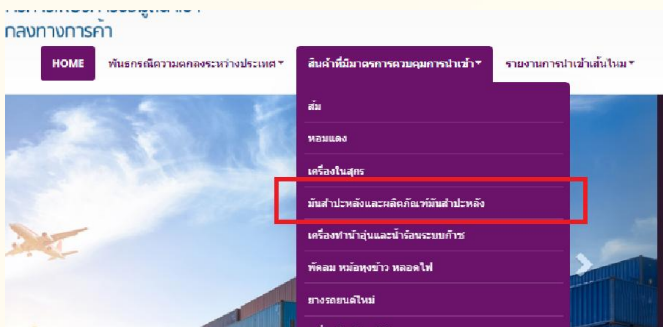 กลงทางการค้า
HOME
พันธกรณีความตกลงระหว่างประเทศ
สินค้าที่มีมาตรการควบคุมการนำเข้า
รายงานการนำเข้าเส้นไหม
ส้ม
หอมแดง
เครื่องในสุกร
มันสำปะหลังและผลิตภัณฑ์มันสำปะหลัง
เครื่องทำน้ำอุ่นและน้ำร้อนระบบก๊าซ
พัดลม หม้อหุงข้าว หลอดไฟ
ยางรถยนต์ใหม่